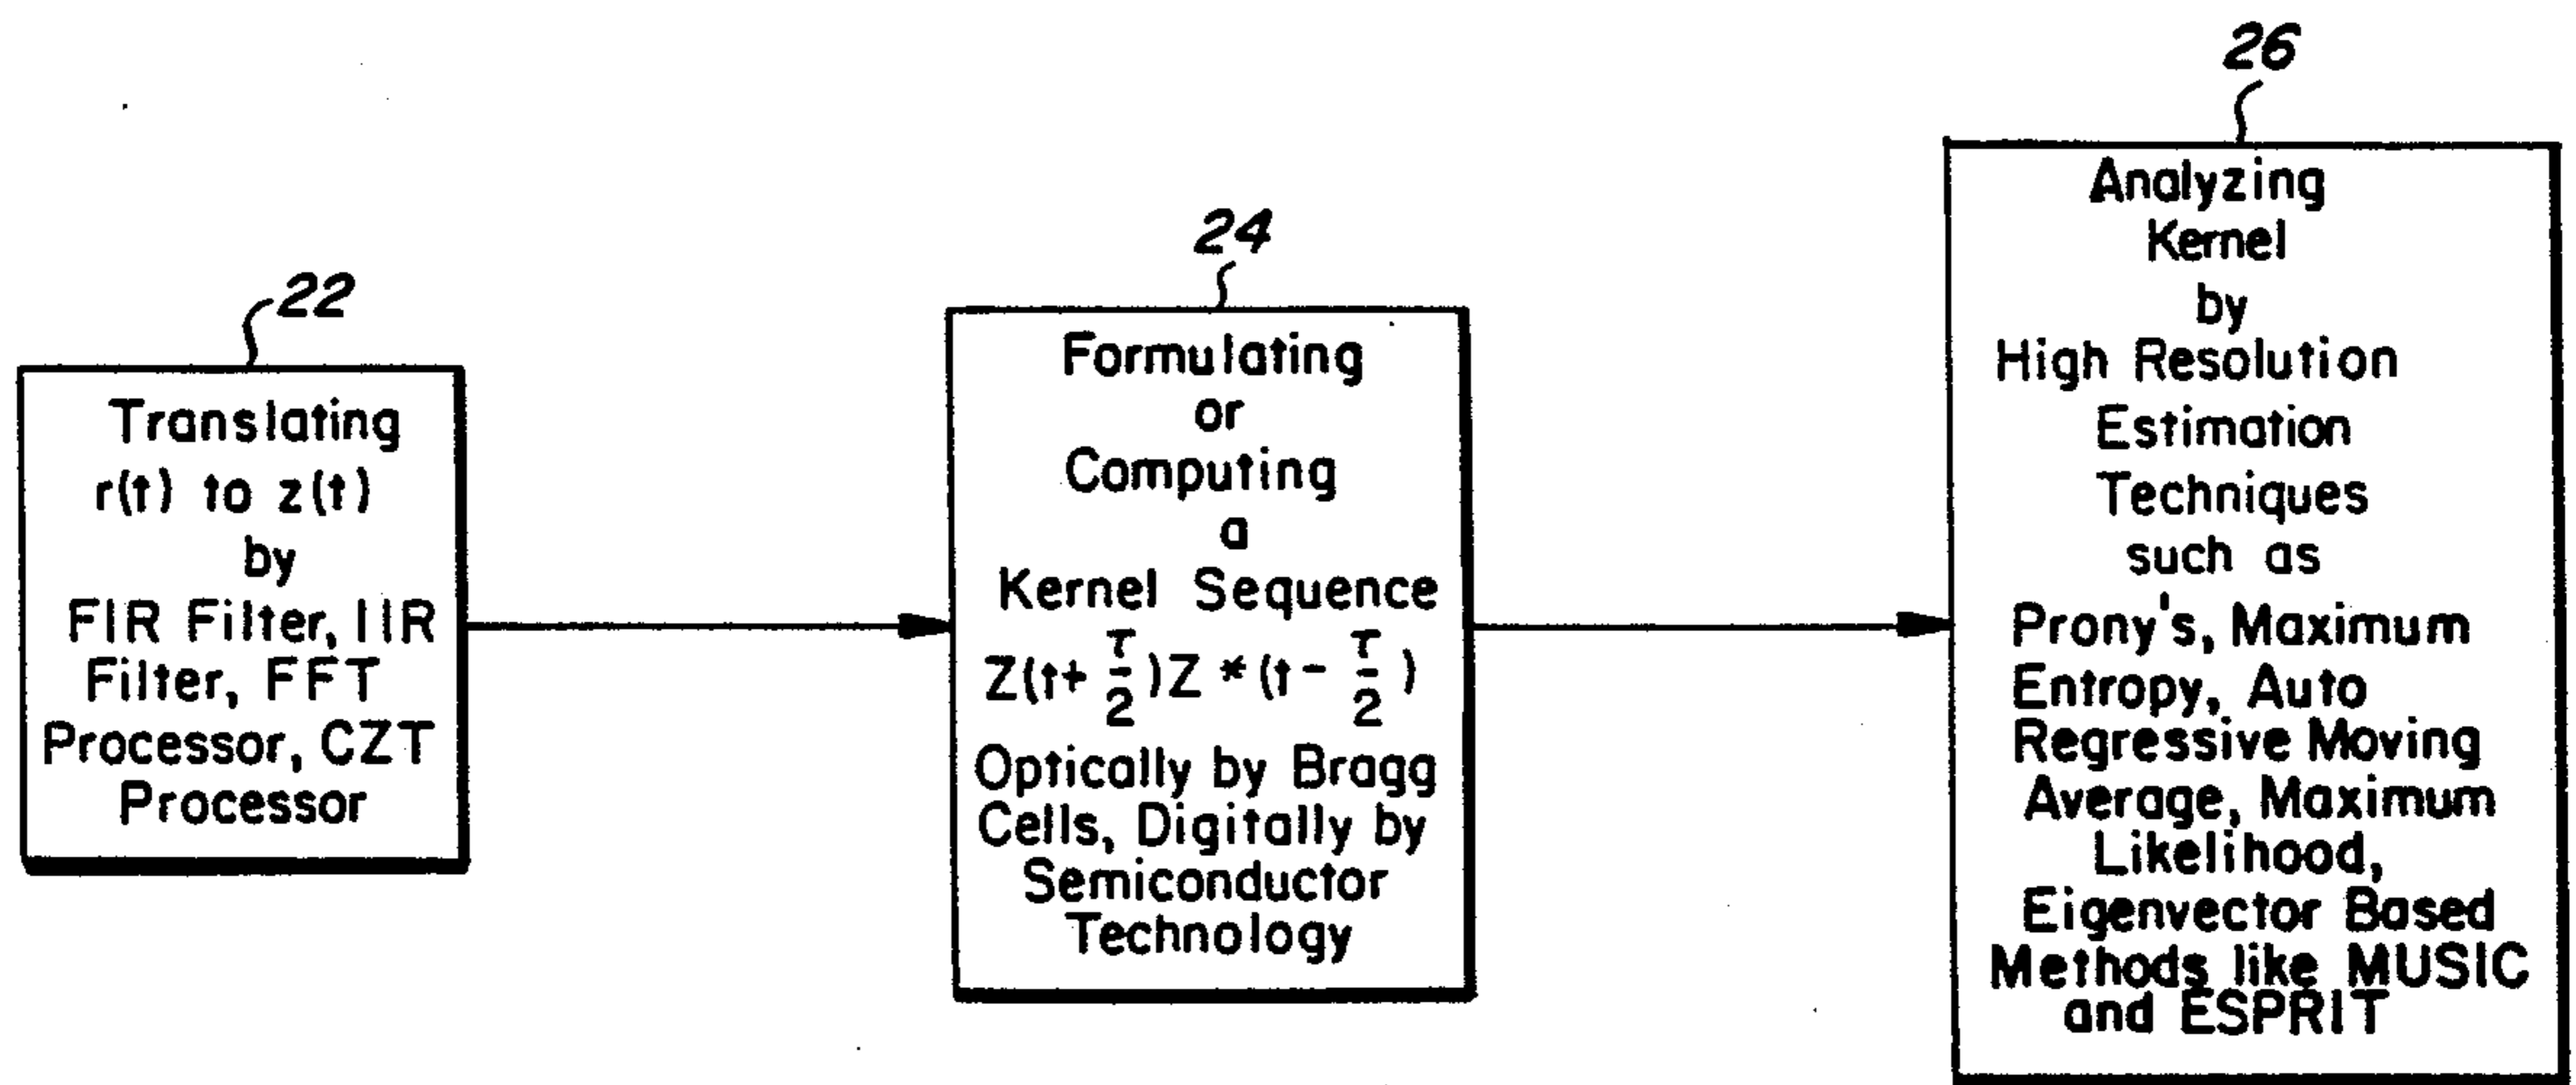 22
Translating
r(t) to z(t)
by
FIR Filter, IIR
Filter, FFT
Processor, CZT
Processor
24
Formulating
or
Computing
a
Kernel Sequence
Z(t+ τ/2)Z*(t- τ/2)
Optically by Bragg
Cells, Digitally by
Semiconductor
Technology
26
Analyzing
Kernel
by
High Resolution
Estimation
Techniques
such as
Prony's, Maximum
Entropy, Auto
Regressive Moving
Average, Maximum
Likelihood,
Eigenvector Based
Methods like MUSIC
and ESPRIT